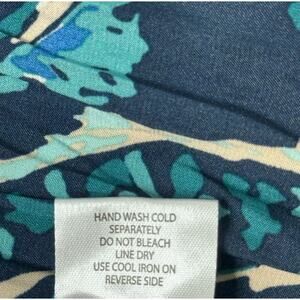 HAND WASH COLD
SEPARATELY
DO NOT BLEACH
LINE DRY
USE COOL IRON ON
REVERSE SIDE